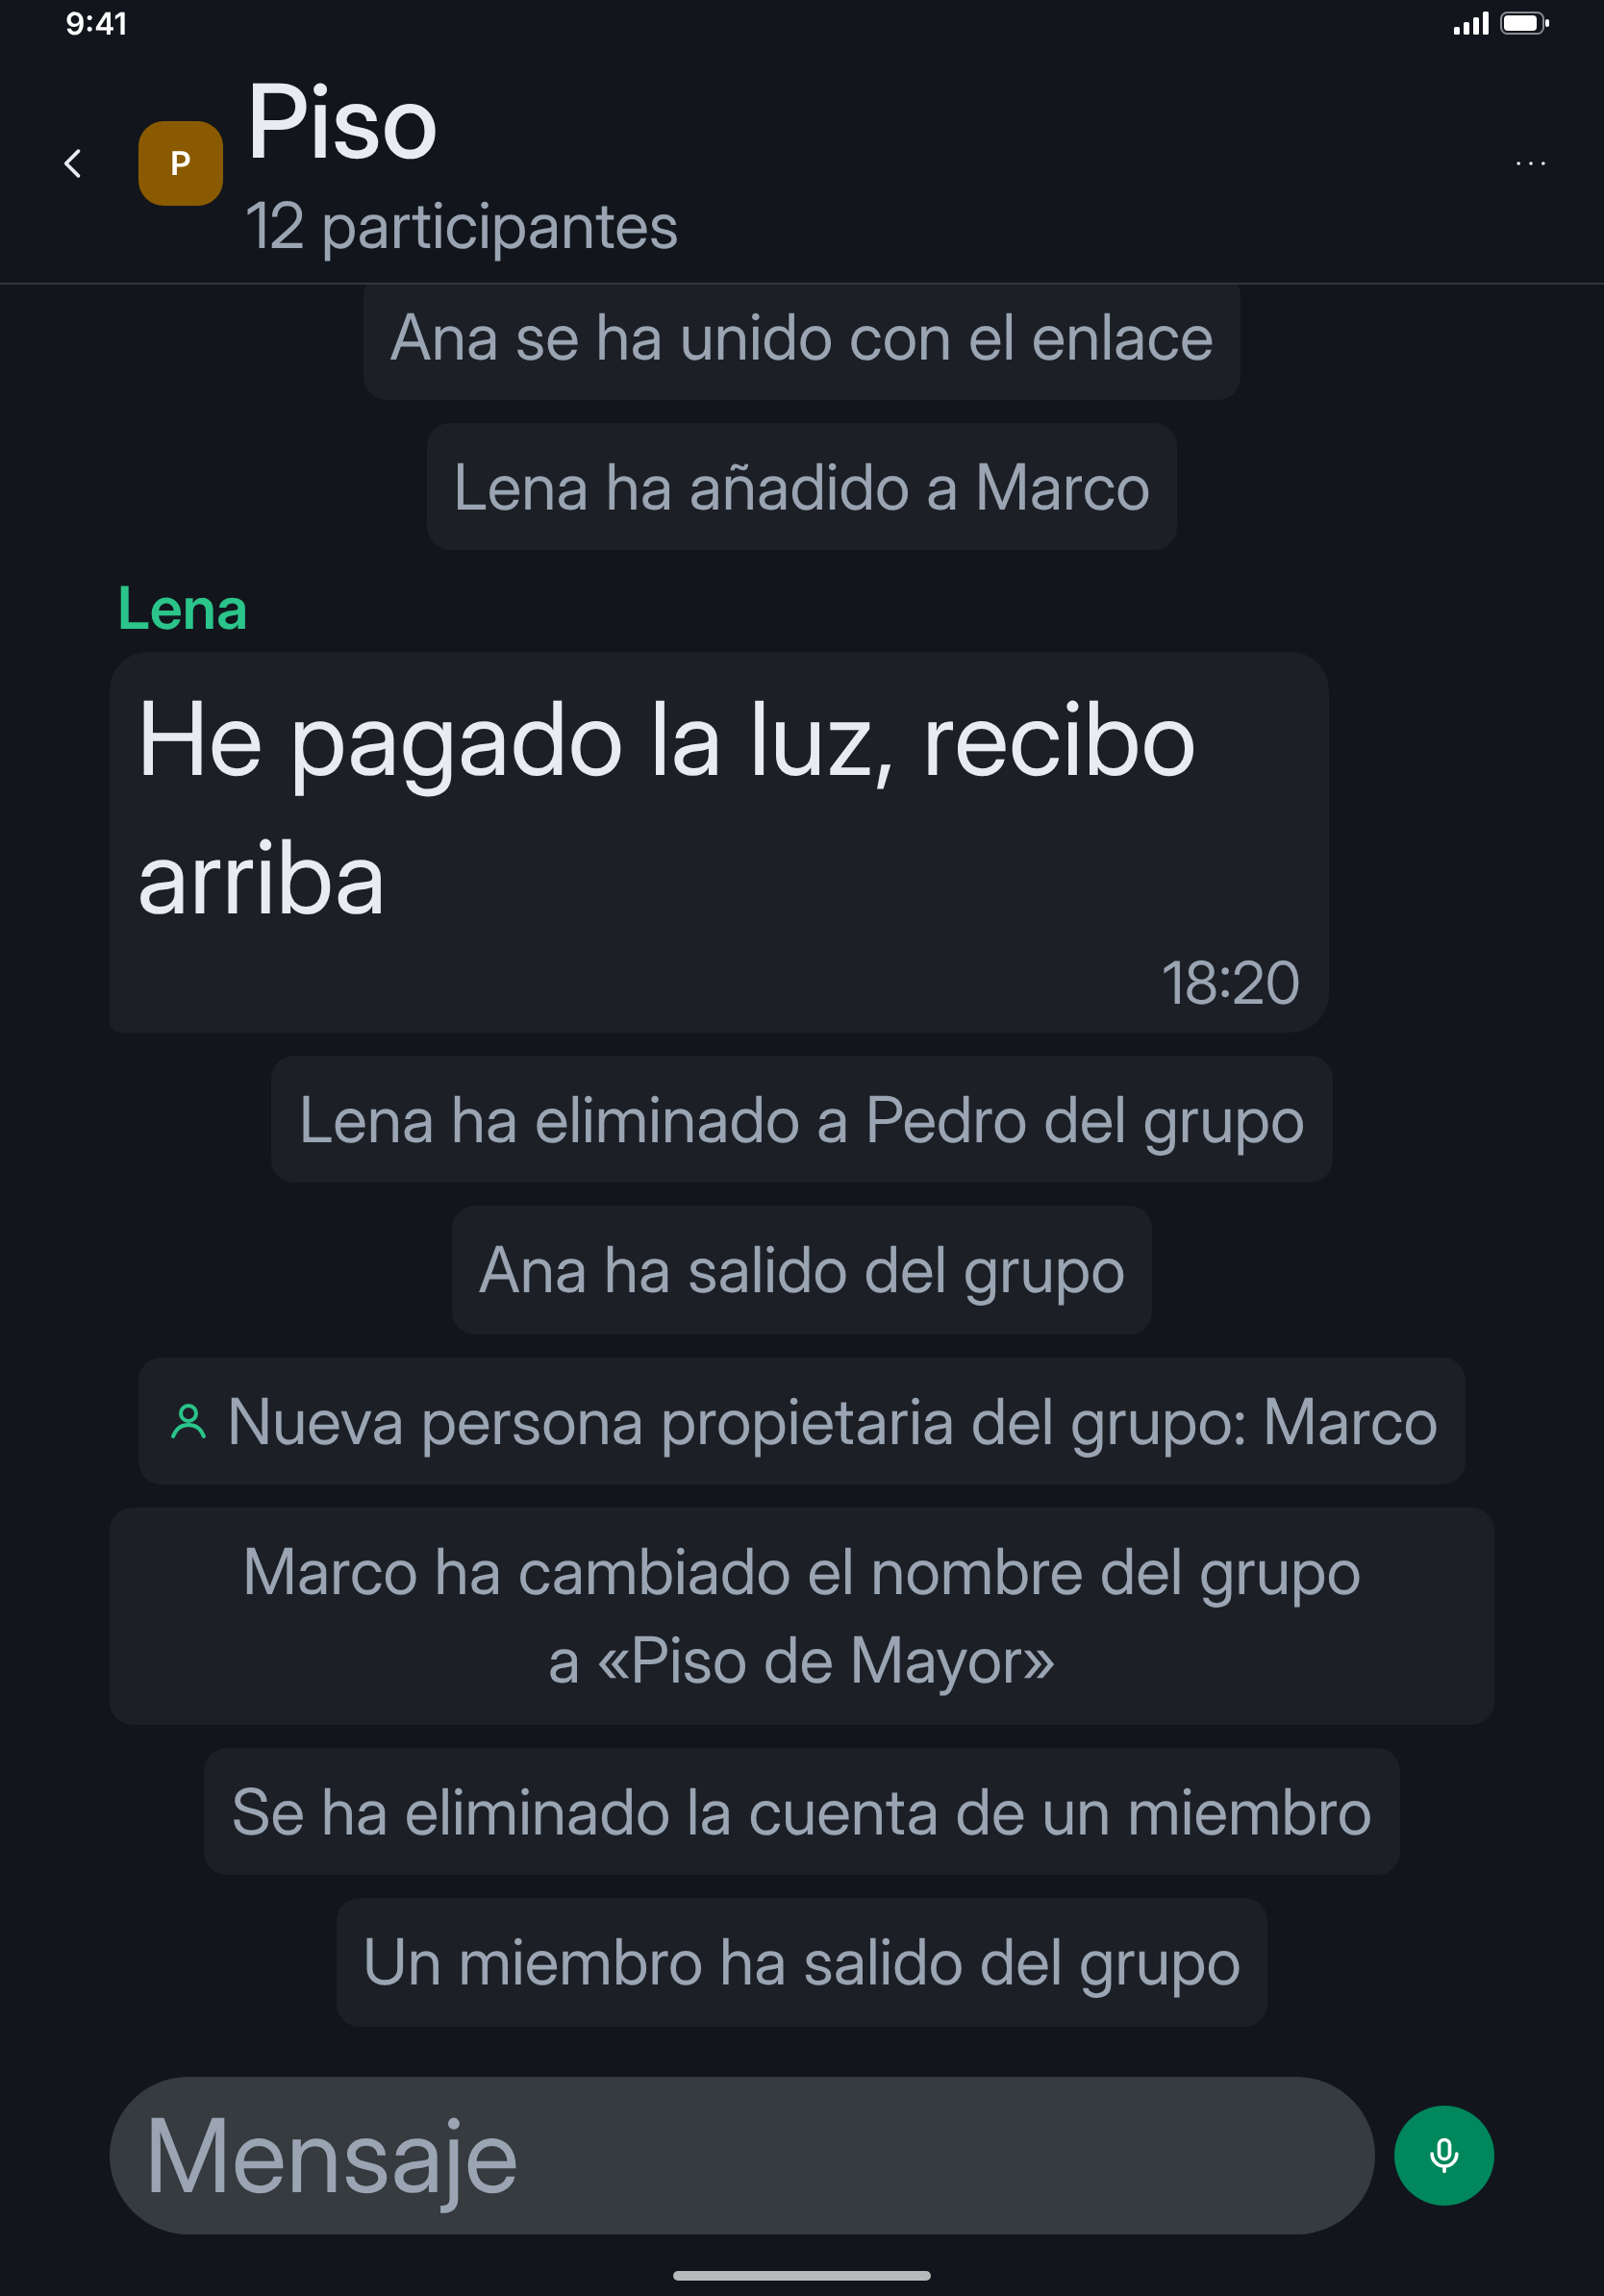 9:41
P
Piso
12 participantes
Ana se ha unido con el enlace
Lena ha añadido a Marco
Lena
He pagado la luz, recibo
arriba
18:20
Lena ha eliminado a Pedro del grupo
Ana ha salido del grupo
Nueva persona propietaria del grupo: Marco
Marco ha cambiado el nombre del grupo
a «Piso de Mayor»
Se ha eliminado la cuenta de un miembro
Un miembro ha salido del grupo
Mensaje